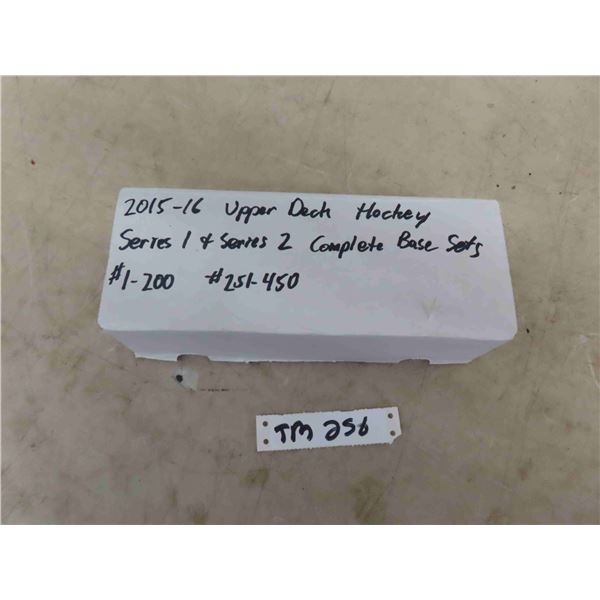 2015-16 Upper Deck Hockey
Series 1 & Series 2 Complete Base Sets
#1-200 #251-450
TM 256